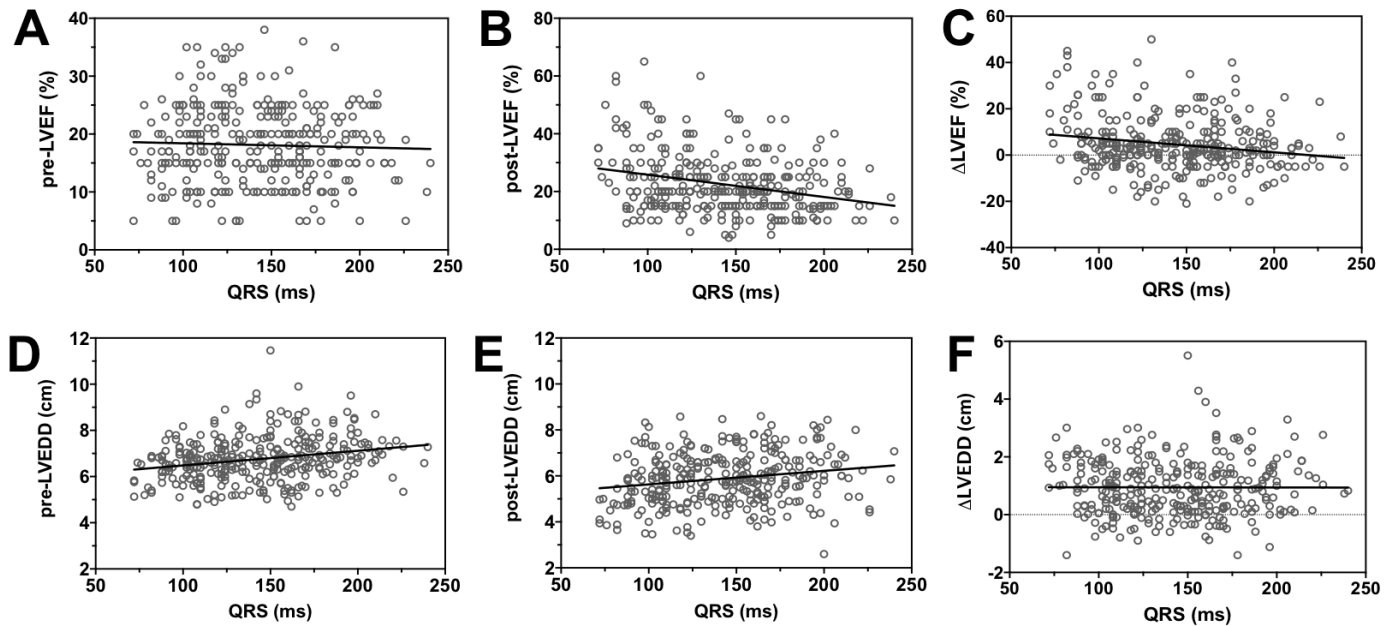 A
pre-LVEF (%)
40
30
20
10
0
50 100 150 200 250
QRS (ms)
B
post-LVEF (%)
80
60
40
20
0
50 100 150 200 250
QRS (ms)
C
ΔLVEF (%)
60
40
20
0
-20
-40
50 100 150 200 250
QRS (ms)
D
pre-LVEDD (cm)
12
10
8
6
4
2
50 100 150 200 250
QRS (ms)
E
post-LVEDD (cm)
12
10
8
6
4
2
50 100 150 200 250
QRS (ms)
F
ΔLVEDD (cm)
6
4
2
0
-2
50 100 150 200 250
QRS (ms)